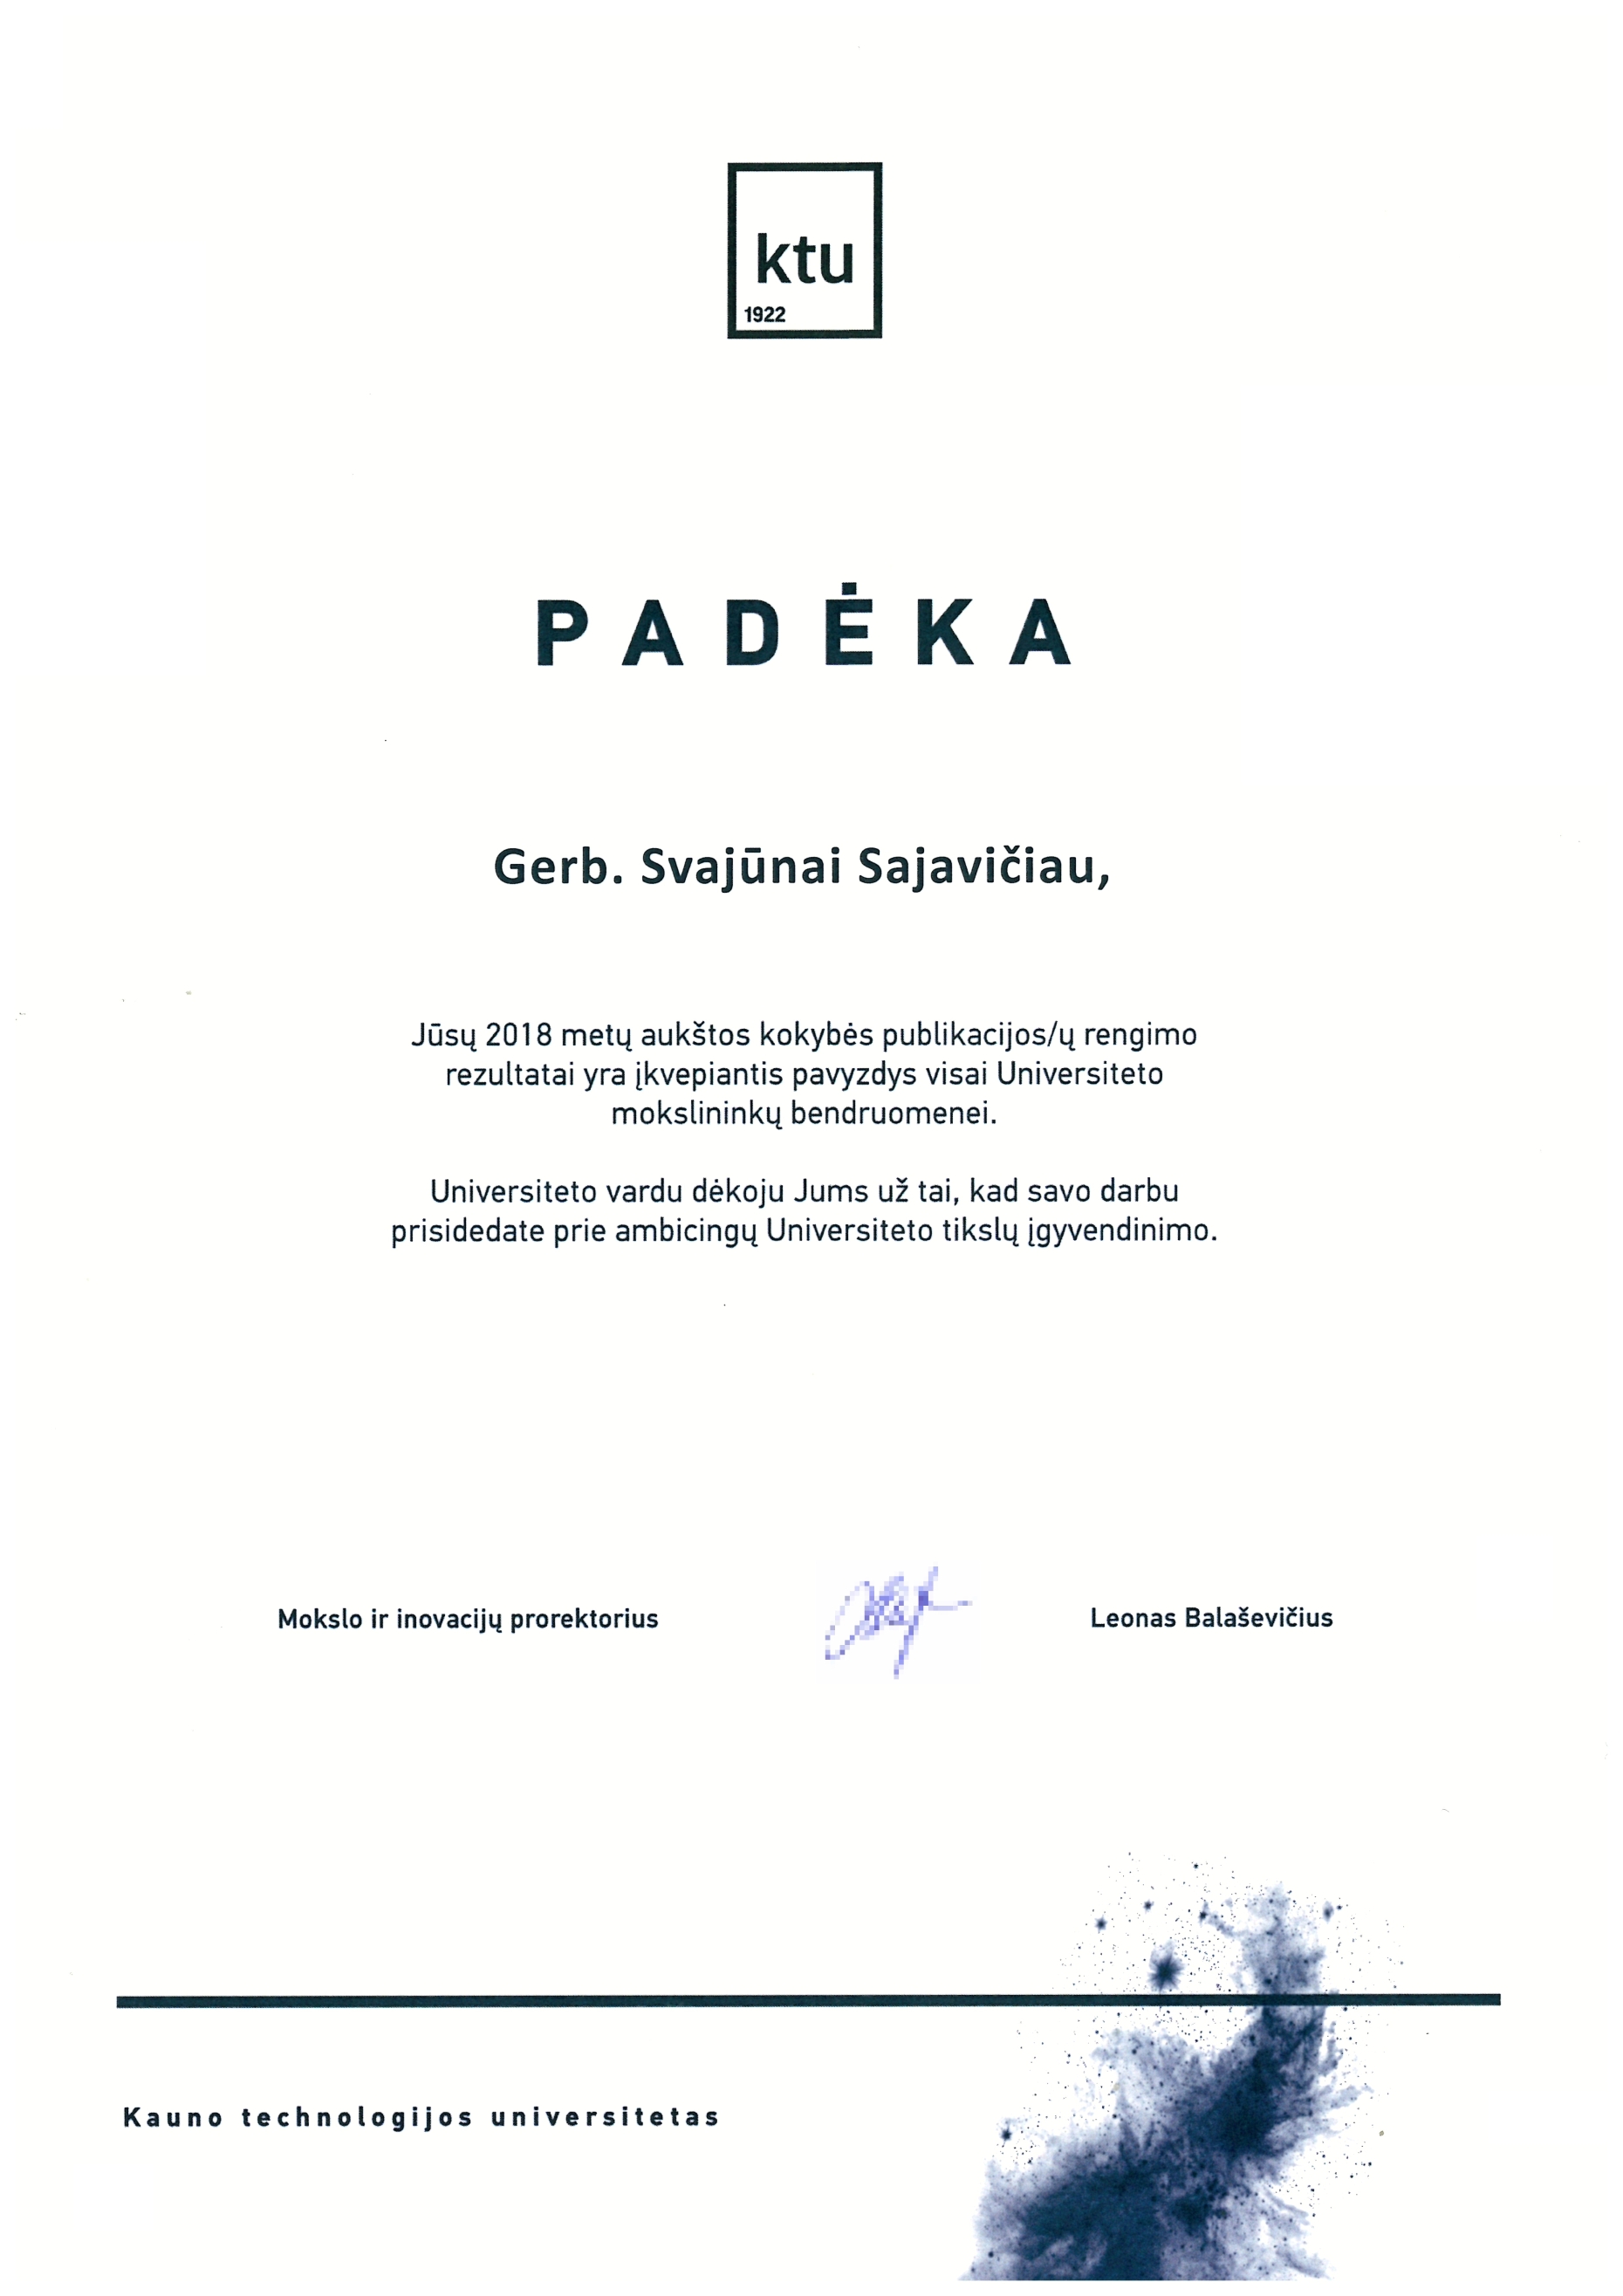 ktu
1922
PADĖKA
Gerb. Svajūnai Sajavičiau,
Jūsų 2018 metų aukštos kokybės publikacijos/ų rengimo
rezultatai yra įkvepiantis pavyzdys visai Universiteto
mokslininkų bendruomenei.
Universiteto vardu dėkoju Jums už tai, kad savo darbu
prisidedate prie ambicingų Universiteto tikslų įgyvendinimo.
Mokslo ir inovacijų prorektorius
Leonas Balaševičius
Kauno technologijos universitetas